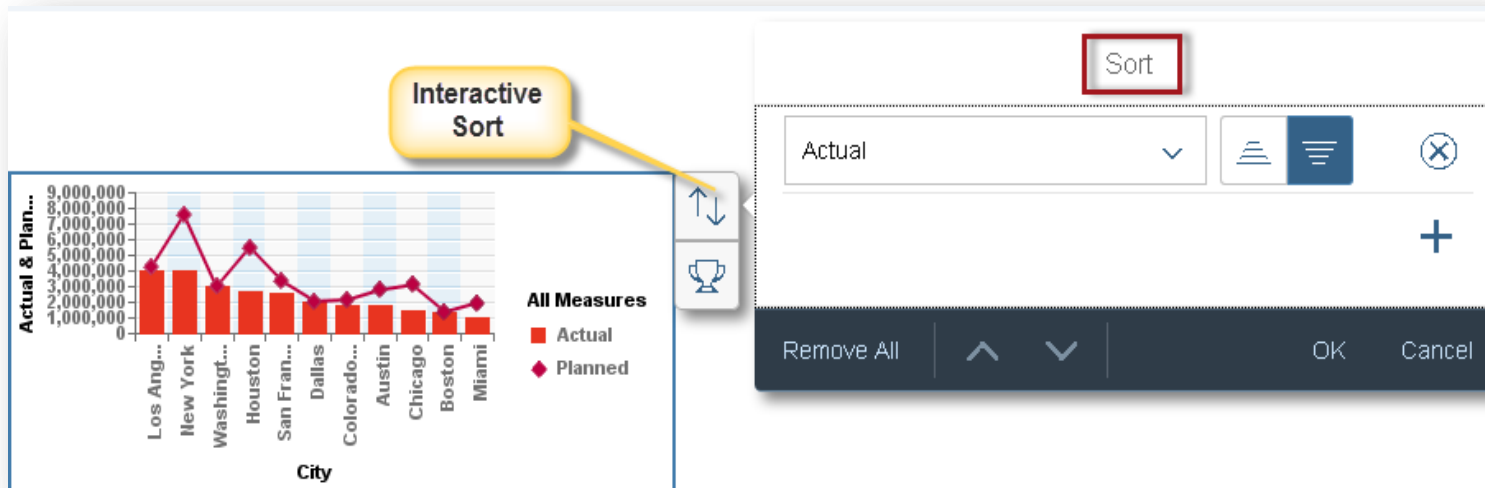 Sort
Interactive
Sort
Actual
Remove All
OK
Cancel
Actual & Plan...
9,000,000
8,000,000
7,000,000
6,000,000
5,000,000
4,000,000
3,000,000
2,000,000
1,000,000
0
Los Ang...
New York
Washingt...
Houston
San Fran...
Dallas
Colorado...
Austin
Chicago
Boston
Miami
City
All Measures
Actual
Planned